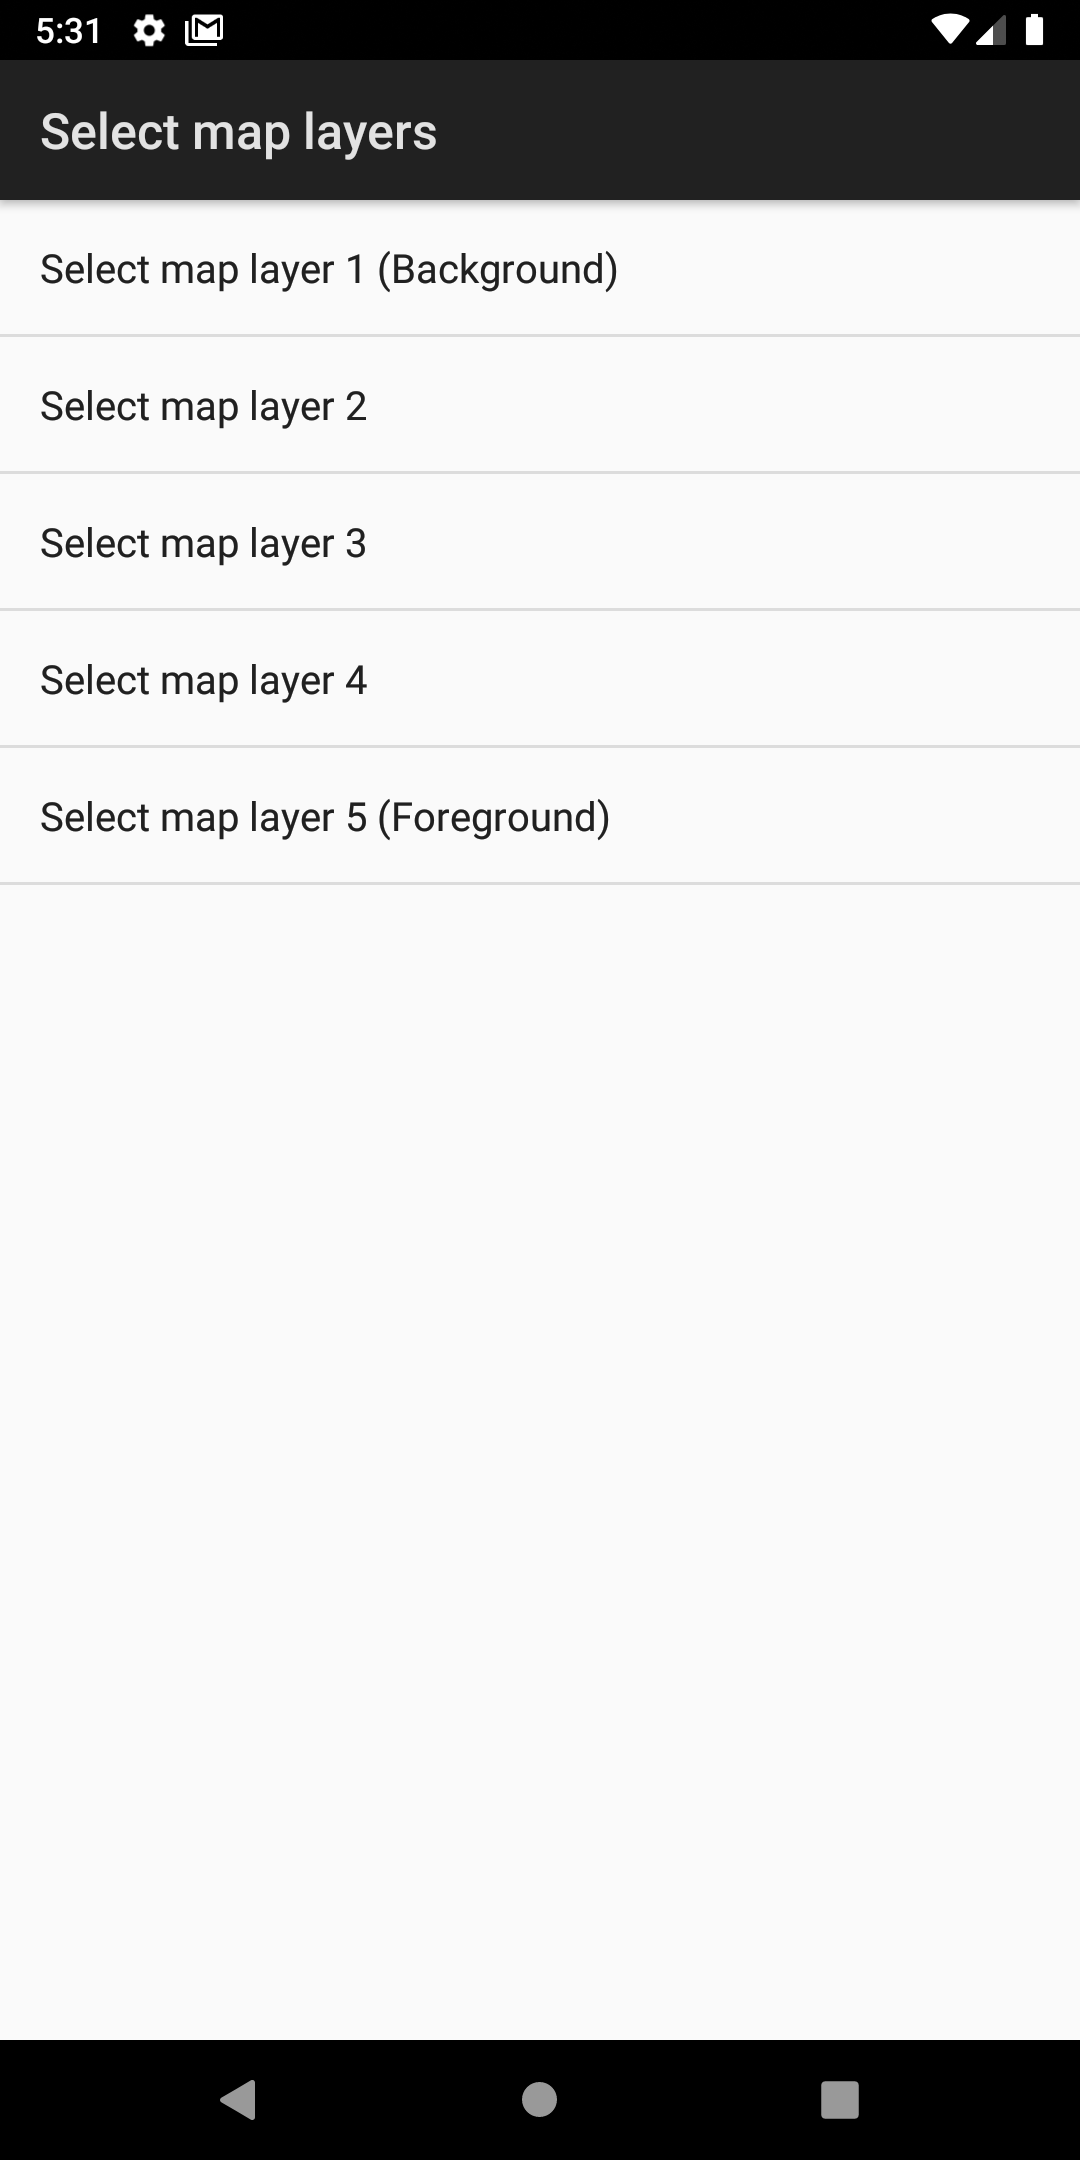 5:31
Select map layers
Select map layer 1 (Background)
Select map layer 2
Select map layer 3
Select map layer 4
Select map layer 5 (Foreground)